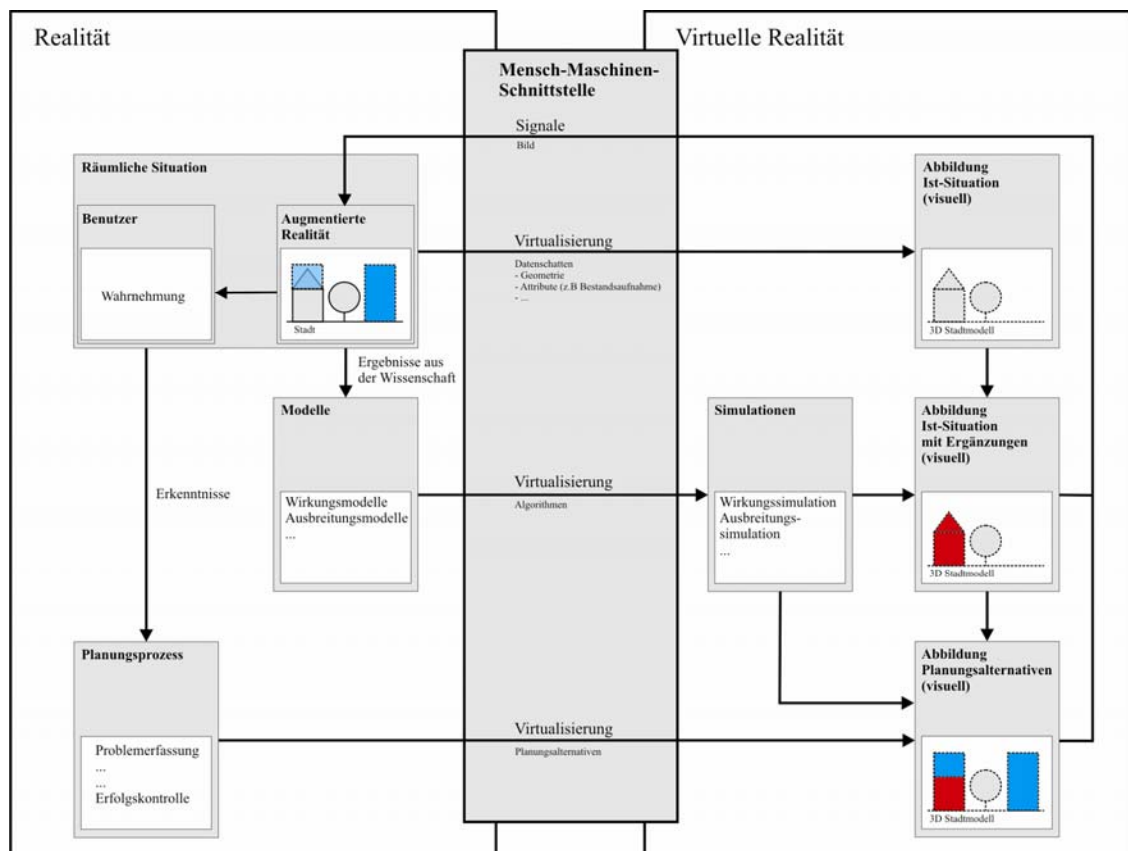 Realität
Virtuelle Realität
Mensch-Maschinen-
Schnittstelle
Signale
Bild
Räumliche Situation
Benutzer
Wahrnehmung
Augmentierte
Realität
Stadt
Virtualisierung
Datenschatten
- Geometrie
- Attribute (z.B Bestandsaufnahme)
- ...
Abbildung
Ist-Situation
(visuell)
3D Stadtmodell
Ergebnisse aus
der Wissenschaft
Modelle
Wirkungsmodelle
Ausbreitungsmodelle
...
Erkenntnisse
Virtualisierung
Algorithmen
Simulationen
Wirkungssimulation
Ausbreitungs-
simulation
...
Abbildung
Ist-Situation
mit Ergänzungen
(visuell)
3D Stadtmodell
Planungsprozess
Problemerfassung
...
...
Erfolgskontrolle
Virtualisierung
Planungsalternativen
Abbildung
Planungsalternativen
(visuell)
3D Stadtmodell